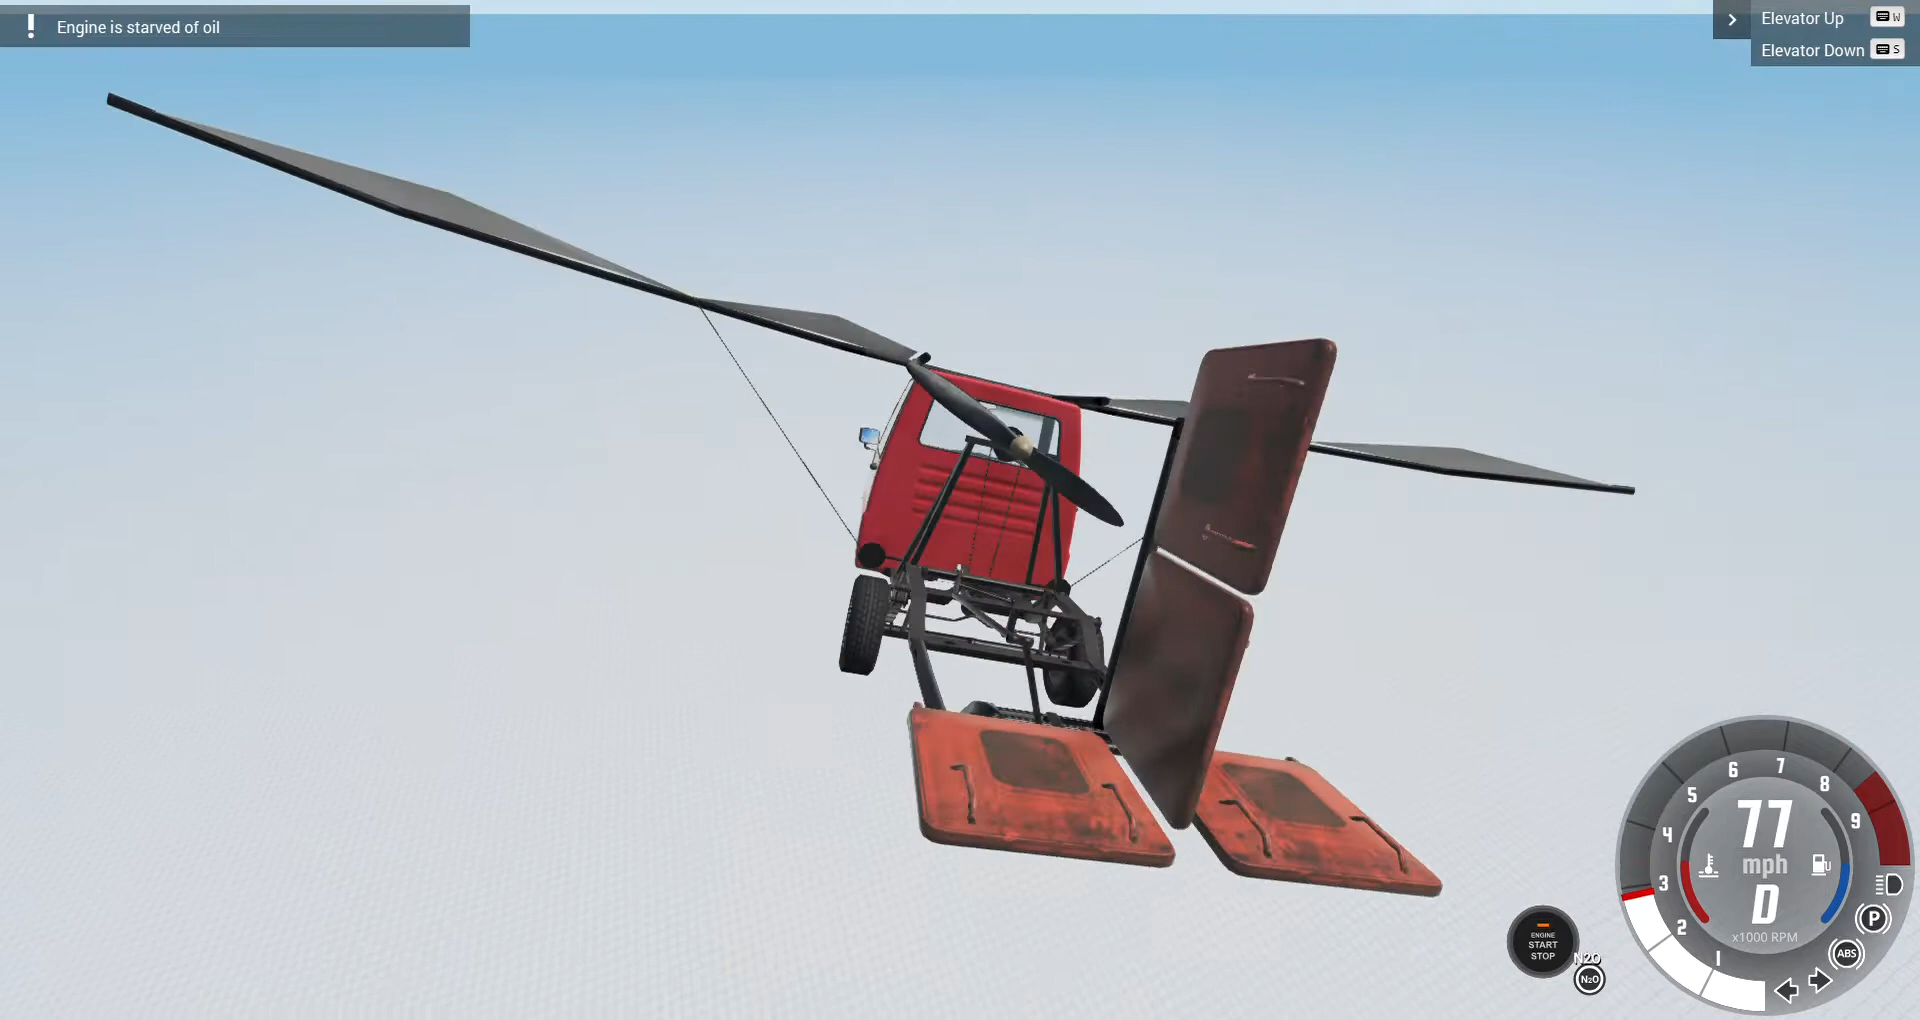 Engine is starved of oil
Elevator Up W
Elevator Down S
1
2
3
4
5
6
7
8
9
77
mph
D
x1000 RPM
P
ABS
ENGINE
START
STOP
N2O
N2O